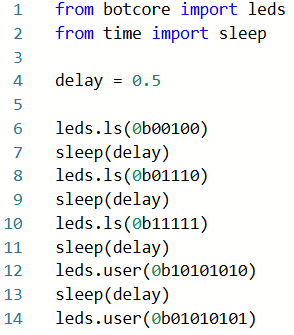 1 from botcore import leds
2 from time import sleep
3
4 delay = 0.5
5
6 leds.ls(0b00100)
7 sleep(delay)
8 leds.ls(0b01110)
9 sleep(delay)
10 leds.ls(0b11111)
11 sleep(delay)
12 leds.user(0b10101010)
13 sleep(delay)
14 leds.user(0b01010101)